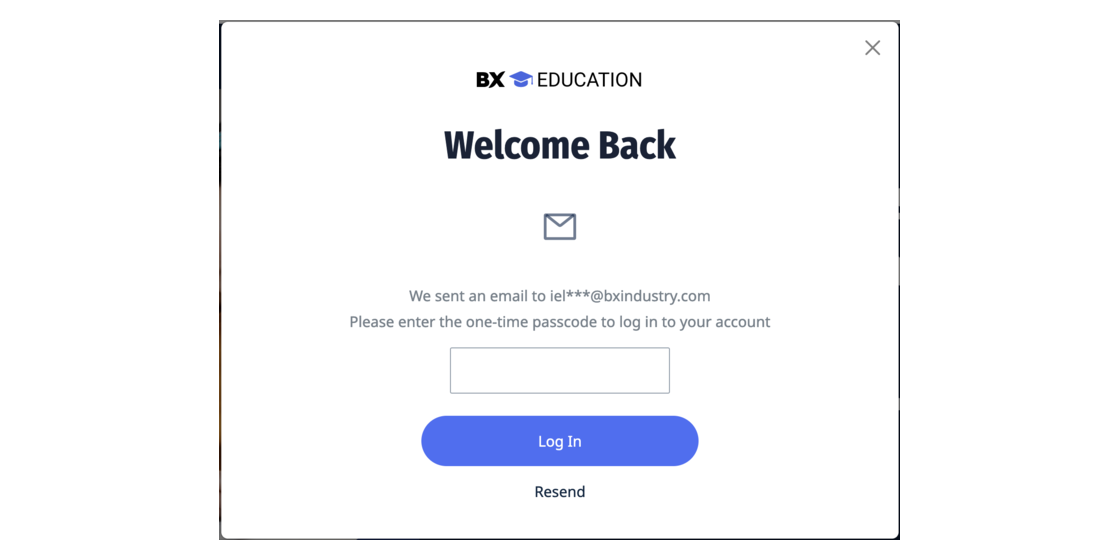 BX EDUCATION
Welcome Back
We sent an email to iel***@bxindustry.com
Please enter the one-time passcode to log in to your account
Log In
Resend